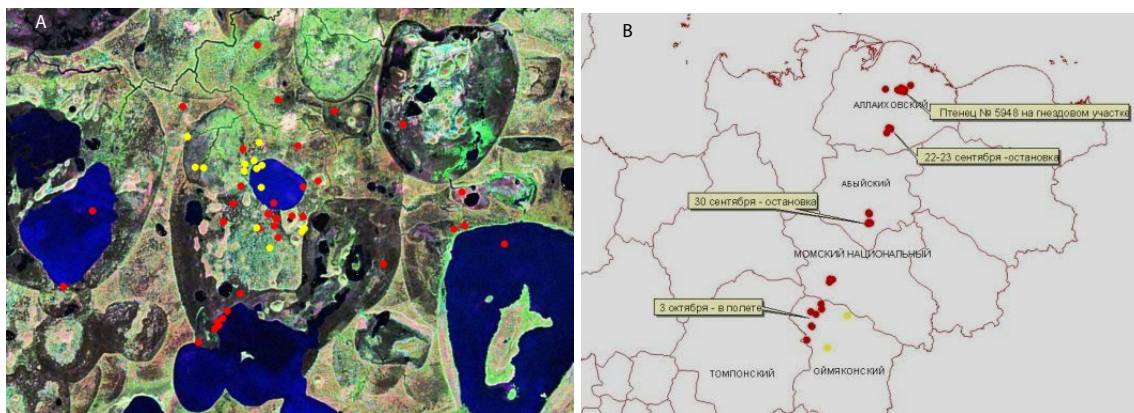 A
B
АЛЛАИХОВСКИЙ
Птенец № 5948 на гнездовом участке
22-23 сентября -остановка
АБЫЙСКИЙ
30 сентября - остановка
МОМСКИЙ НАЦИОНАЛЬНЫЙ
3 октября - в полете
ТОМПОНСКИЙ
ОЙМЯКОНСКИЙ